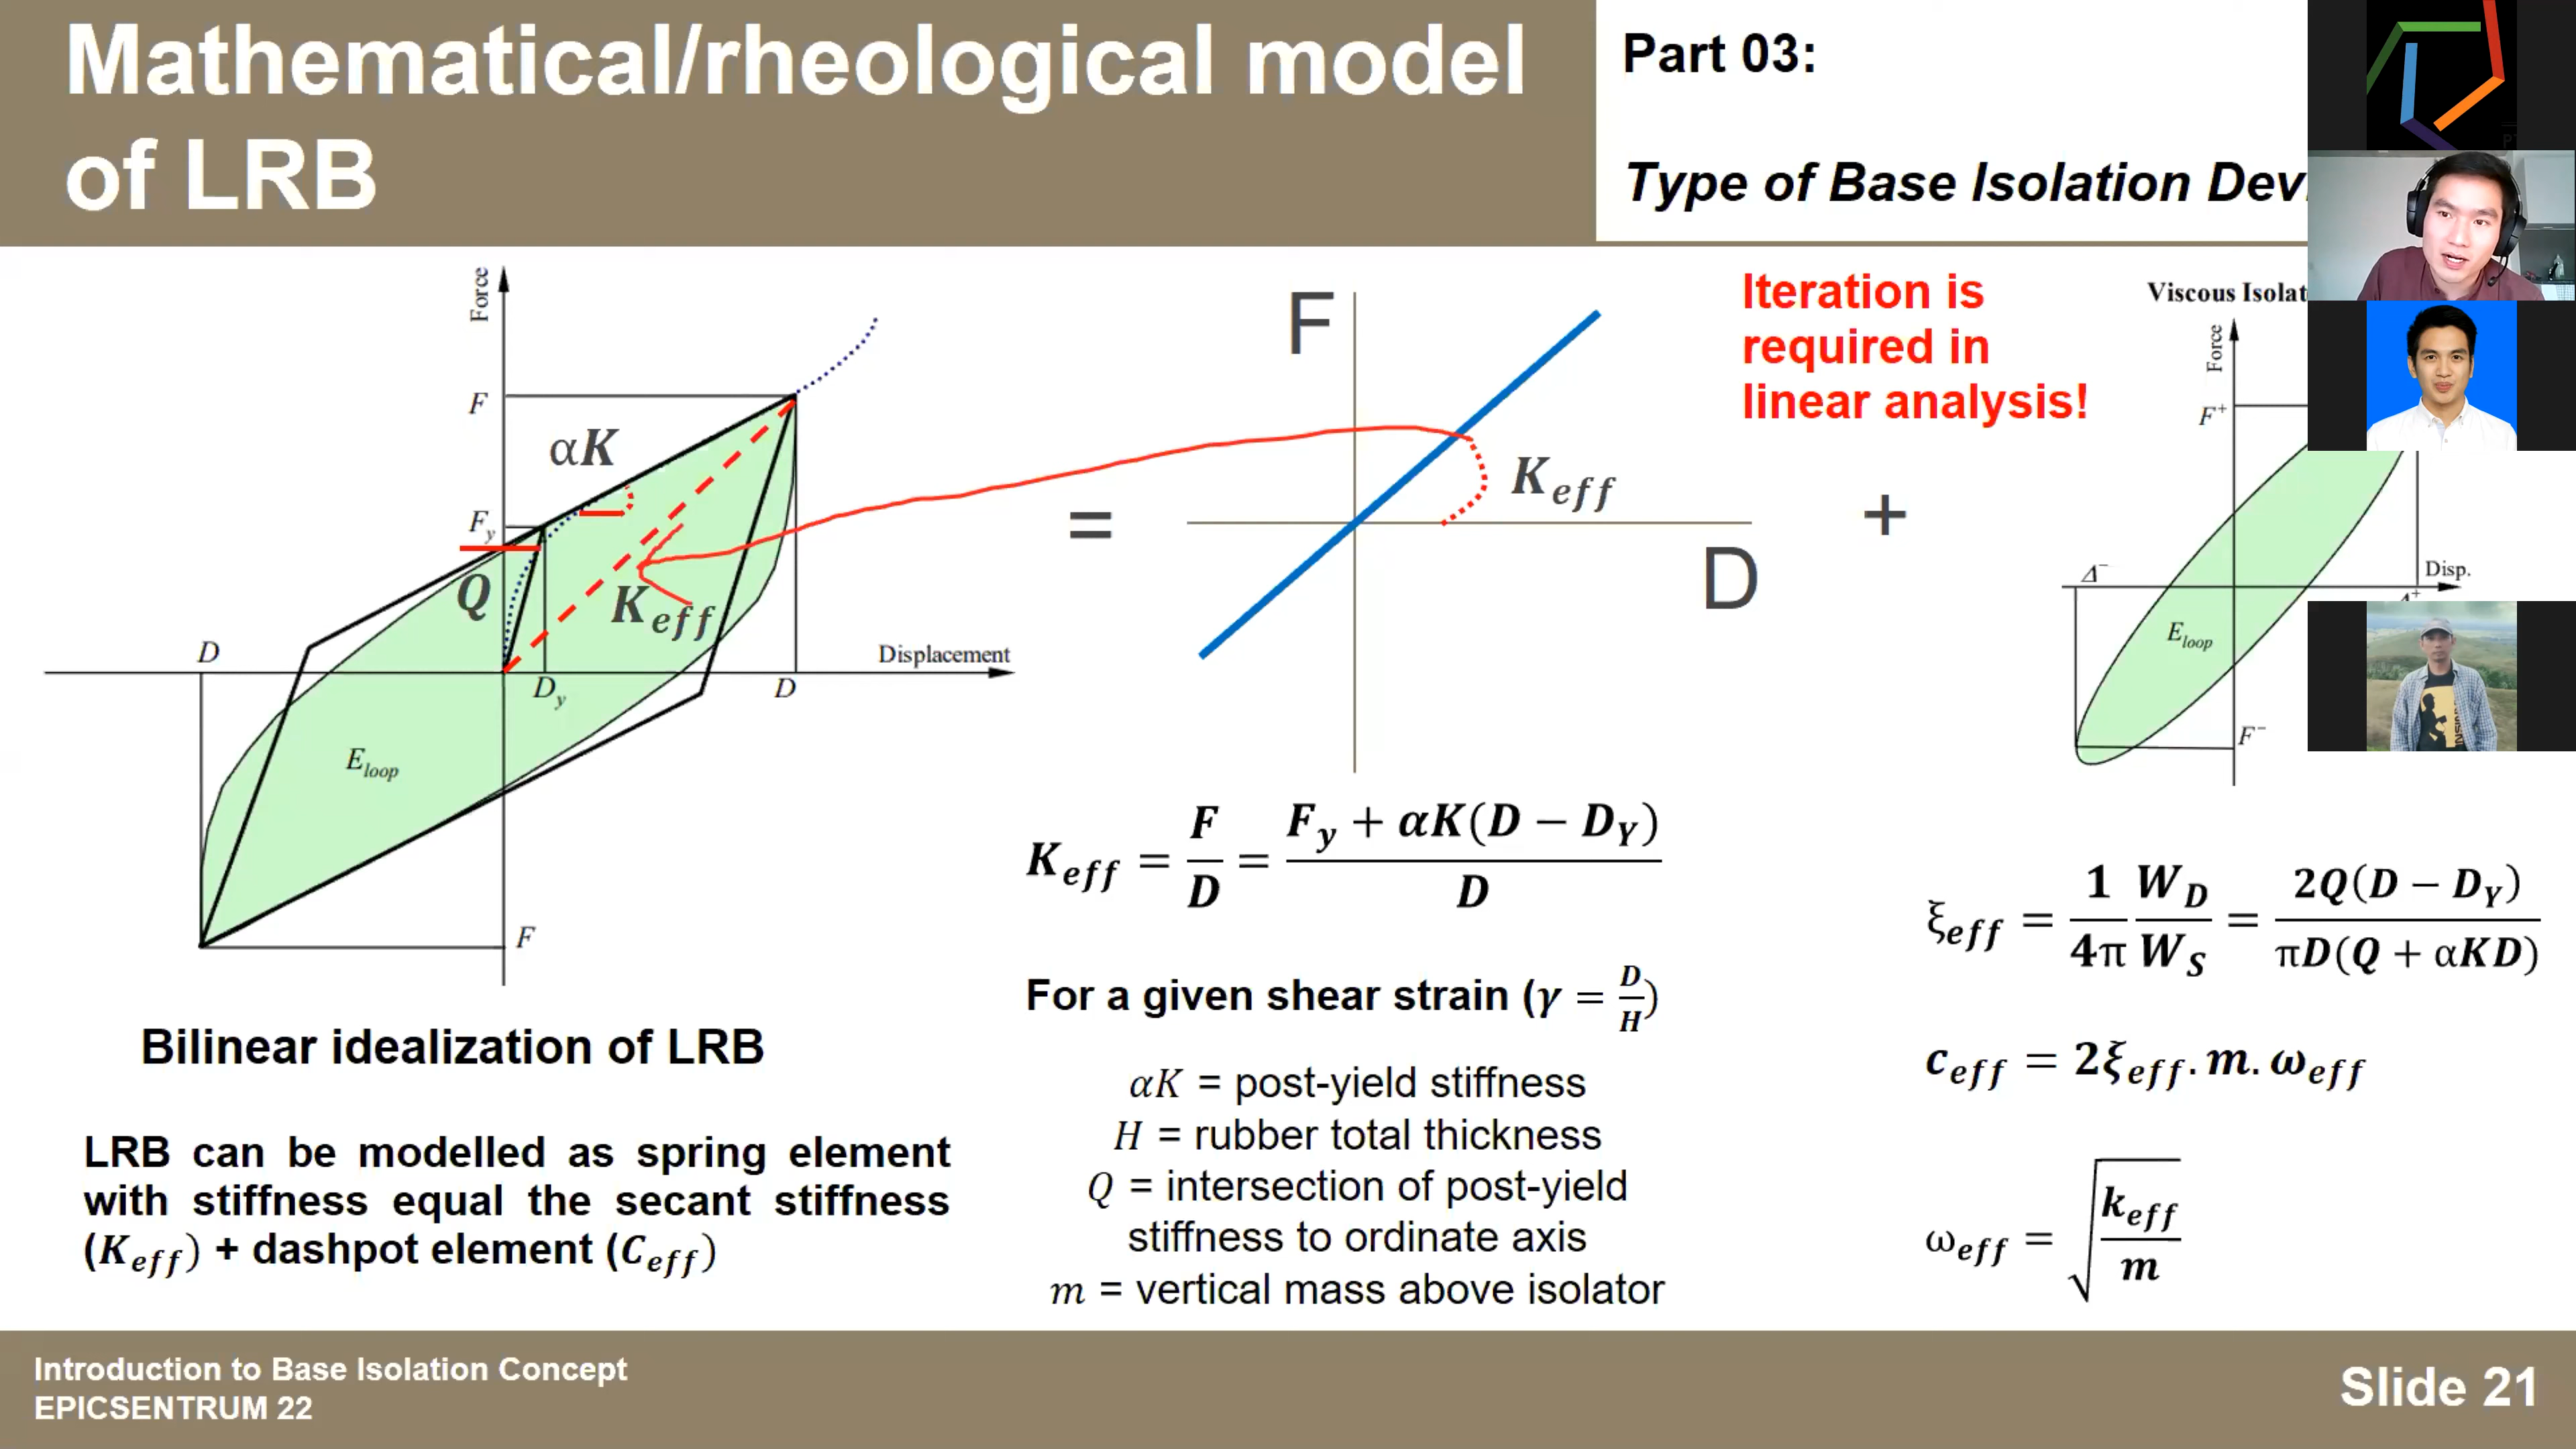 Mathematical/rheological model
of LRB
Part 03:
Type of Base Isolation Dev
Force
F
αK
F_y
Q
K_eff
D
D_y
D
Displacement
E_loop
F
=
F
K_eff
D
Iteration is
required in
linear analysis!
+
Viscous Isolat
Force
F⁺
Δ⁻
Disp.
E_loop
F⁻
K_eff = F/D = (F_y + αK(D − D_Y))/D
For a given shear strain (γ = D/H)
αK = post-yield stiffness
H = rubber total thickness
Q = intersection of post-yield
stiffness to ordinate axis
m = vertical mass above isolator
ξ_eff = 1/4π W_D/W_S = 2Q(D − D_Y)/πD(Q + αKD)
c_eff = 2ξ_eff.m.ω_eff
ω_eff = √(k_eff/m)
Bilinear idealization of LRB
LRB can be modelled as spring element
with stiffness equal the secant stiffness
(K_eff) + dashpot element (C_eff)
Introduction to Base Isolation Concept
EPICSENTRUM 22
Slide 21